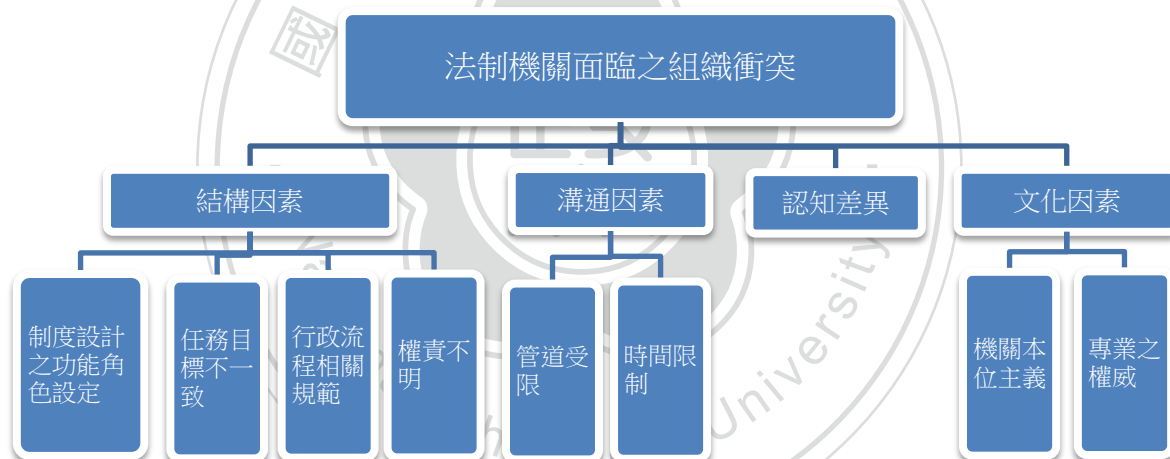 國
法制機關面臨之組織衝突
結構因素
溝通因素
認知差異
文化因素
制度設計
之功能角
色設定
任務目
標不一
致
行政流
程相關
規範
權責不
明
管道受
限
時間限
制
機關本
位主義
專業之
權威
University